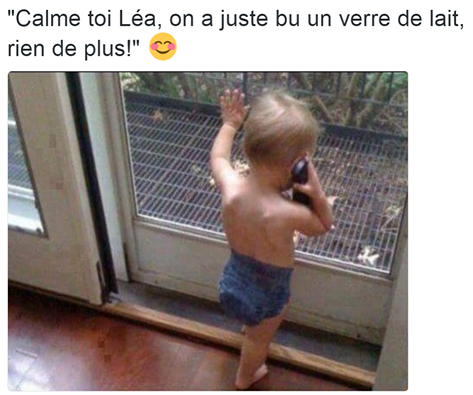 "Calme toi Léa, on a juste bu un verre de lait,
rien de plus!" 😊